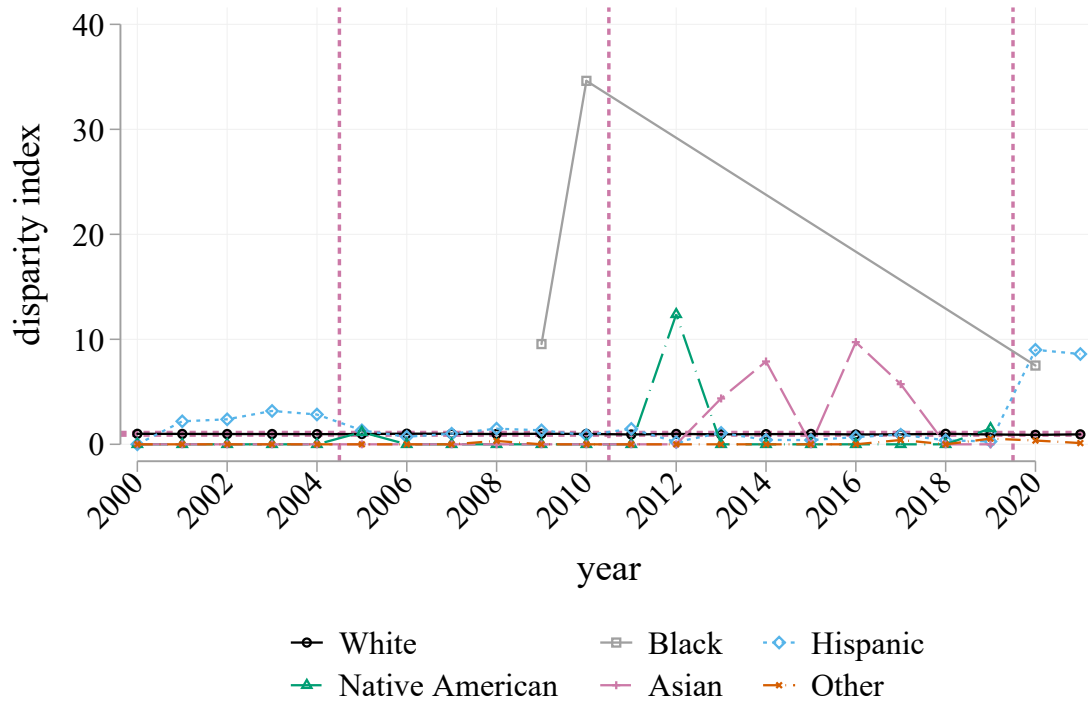 40
30
20
10
0
disparity index
2000 2002 2004 2006 2008 2010 2012 2014 2016 2018 2020
year
White Black Hispanic
Native American Asian Other